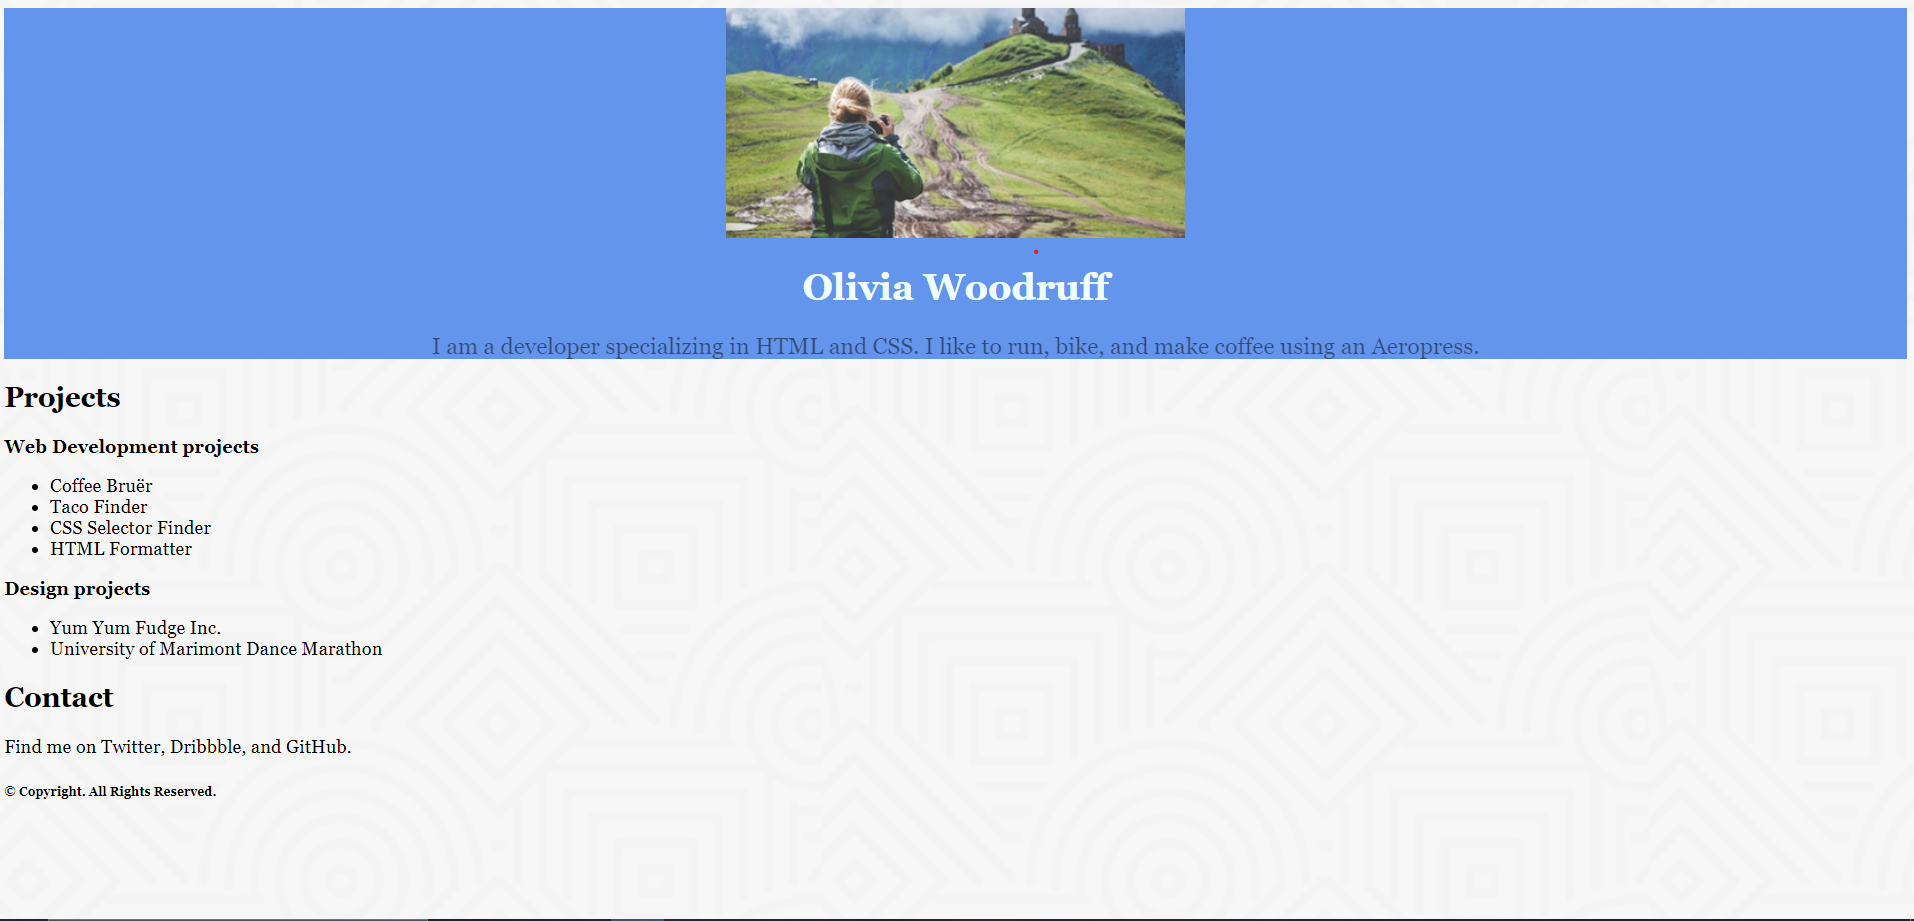 Olivia Woodruff
I am a developer specializing in HTML and CSS. I like to run, bike, and make coffee using an Aeropress.
Projects
Web Development projects
• Coffee Bruër
• Taco Finder
• CSS Selector Finder
• HTML Formatter
Design projects
• Yum Yum Fudge Inc.
• University of Marimont Dance Marathon
Contact
Find me on Twitter, Dribbble, and GitHub.
© Copyright. All Rights Reserved.